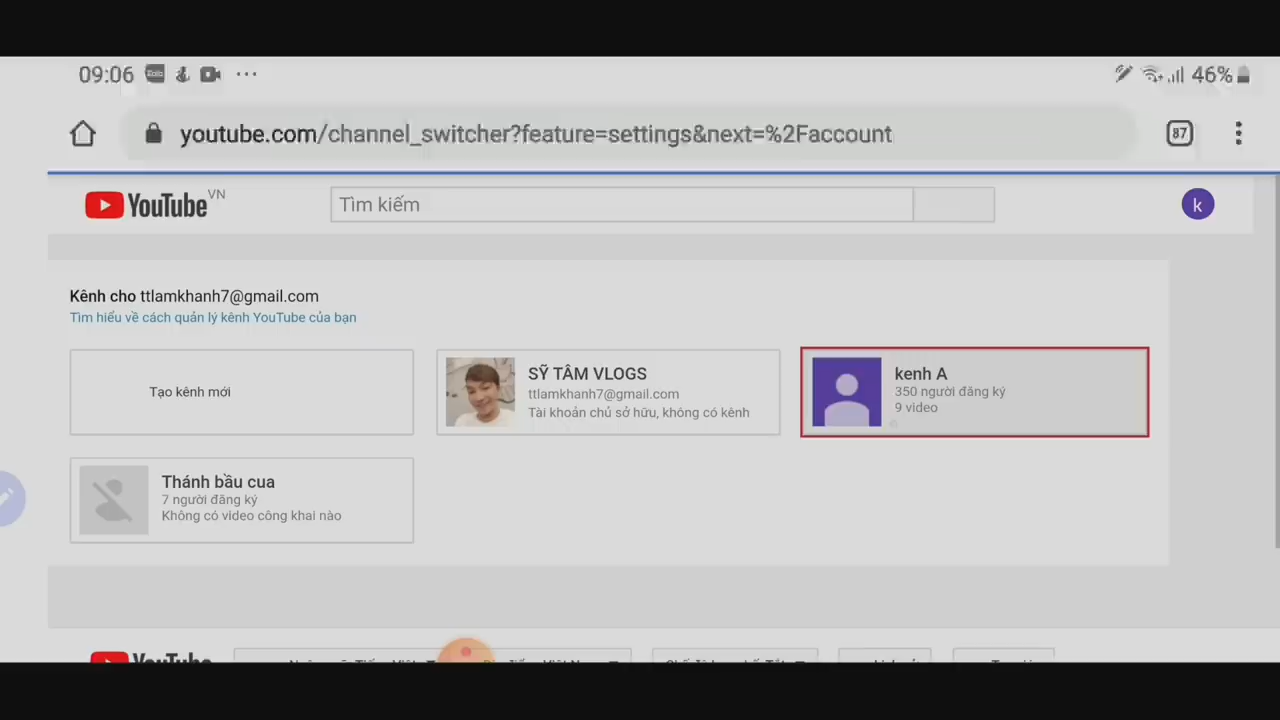 09:06 Zalo ... 46%
youtube.com/channel_switcher?feature=settings&next=%2Faccount
87
YouTube VN
Tìm kiếm
k
Kênh cho ttlamkhanh7@gmail.com
Tìm hiểu về cách quản lý kênh YouTube của bạn
Tạo kênh mới
SỸ TÂM VLOGS
ttlamkhanh7@gmail.com
Tài khoản chủ sở hữu, không có kênh
kenh A
350 người đăng ký
9 video
Thánh bầu cua
7 người đăng ký
Không có video công khai nào
YouTube